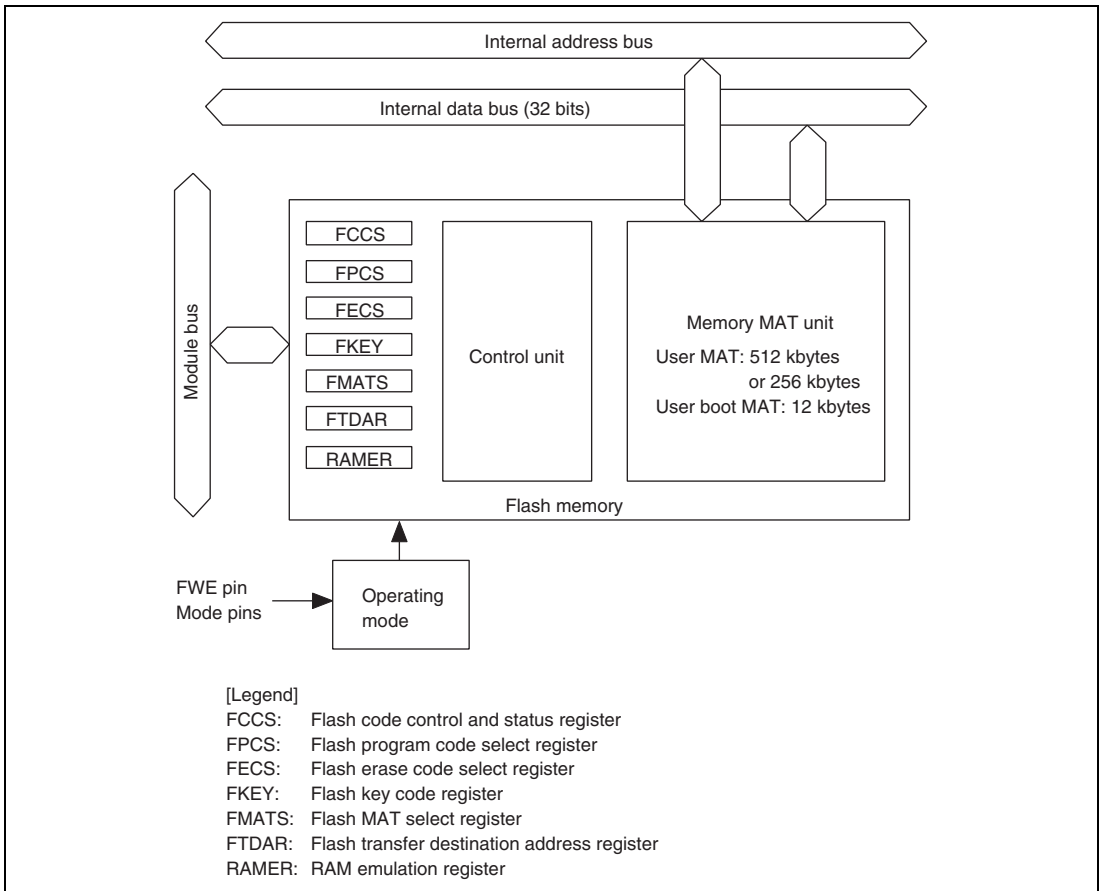 Internal address bus
Internal data bus (32 bits)
Module bus
FCCS
FPCS
FECS
FKEY
FMATS
FTDAR
RAMER
Control unit
Memory MAT unit
User MAT: 512 kbytes
or 256 kbytes
User boot MAT: 12 kbytes
Flash memory
FWE pin
Mode pins
Operating
mode
[Legend]
FCCS: Flash code control and status register
FPCS: Flash program code select register
FECS: Flash erase code select register
FKEY: Flash key code register
FMATS: Flash MAT select register
FTDAR: Flash transfer destination address register
RAMER: RAM emulation register